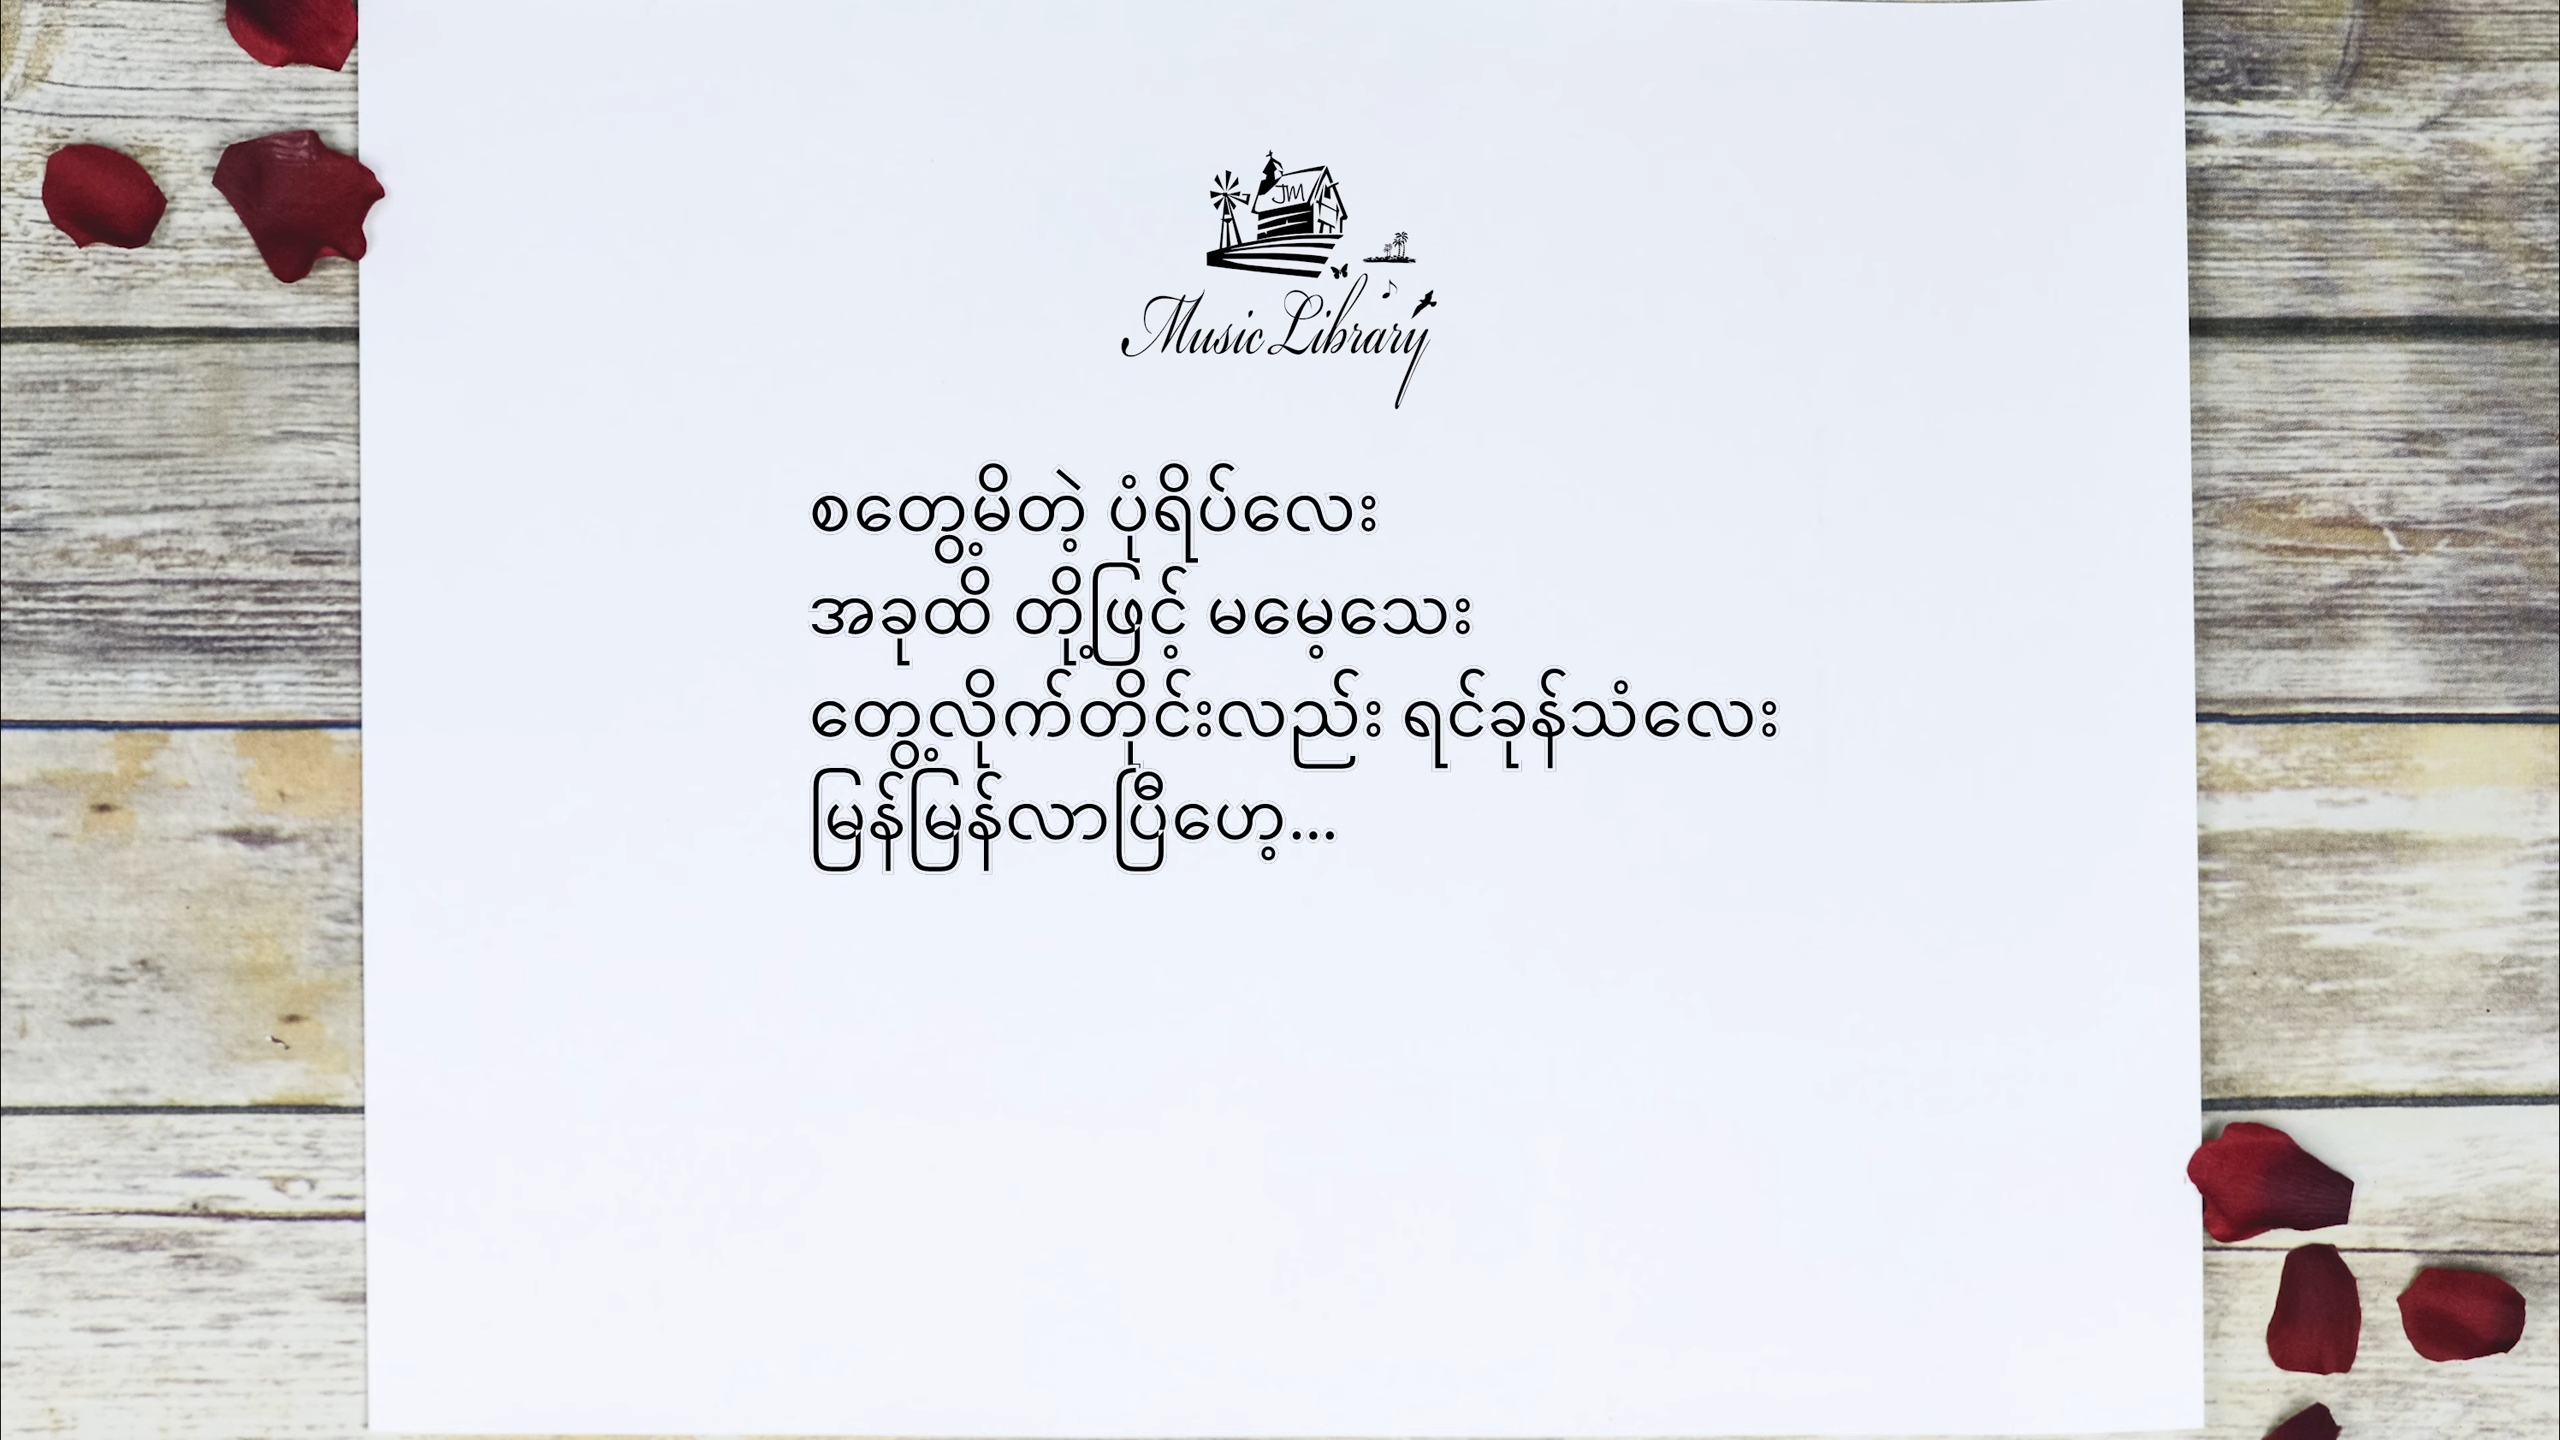 JM
Music Library
စတွေ့မိတဲ့ ပုံရိပ်လေး
အခုထိ တို့ဖြင့် မမေ့သေး
တွေ့လိုက်တိုင်းလည်း ရင်ခုန်သံလေး
မြန်မြန်လာပြီဟေ့...